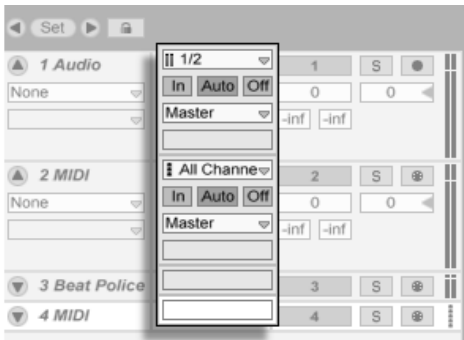 Set
1 Audio 1/2 1 S
None In Auto Off 0 0
Master -inf -inf
2 MIDI All Channe 2 S
None In Auto Off 0 0
Master -inf -inf
3 Beat Police 3 S
4 MIDI 4 S